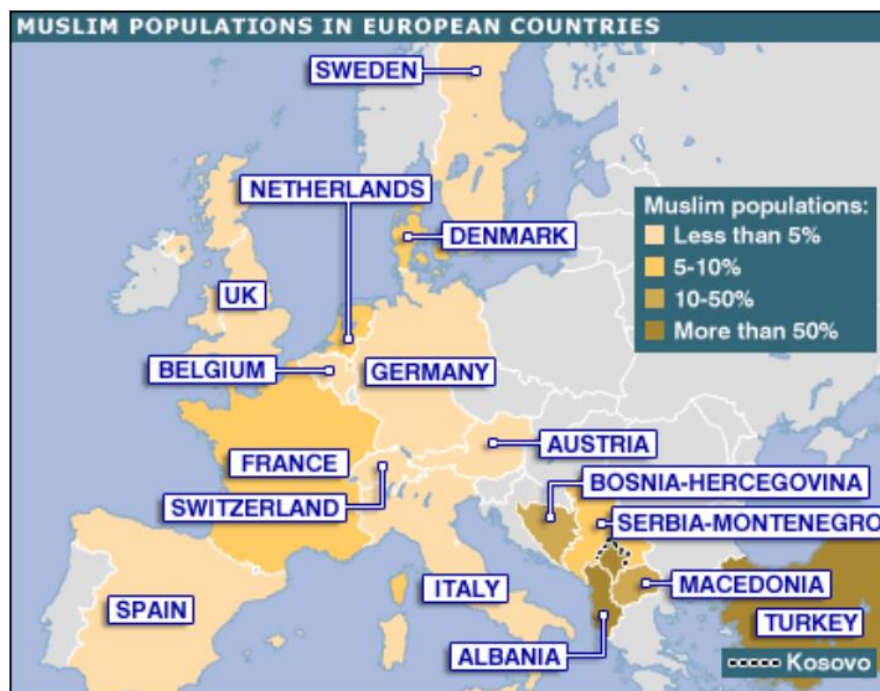 MUSLIM POPULATIONS IN EUROPEAN COUNTRIES
SWEDEN
NETHERLANDS
DENMARK
Muslim populations:
Less than 5%
5-10%
10-50%
More than 50%
UK
BELGIUM
GERMANY
AUSTRIA
FRANCE
BOSNIA-HERCEGOVINA
SWITZERLAND
SERBIA-MONTENEGRO
ITALY
MACEDONIA
SPAIN
TURKEY
ALBANIA
Kosovo